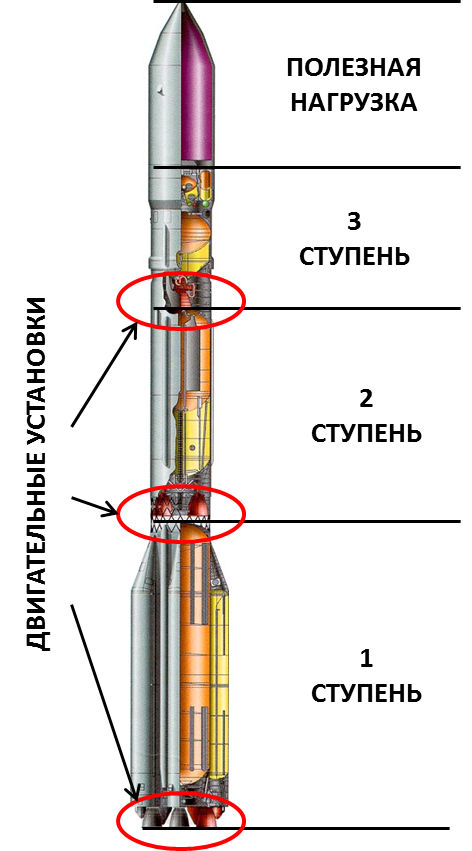 ПОЛЕЗНАЯ
НАГРУЗКА
3
СТУПЕНЬ
2
СТУПЕНЬ
1
СТУПЕНЬ
ДВИГАТЕЛЬНЫЕ УСТАНОВКИ